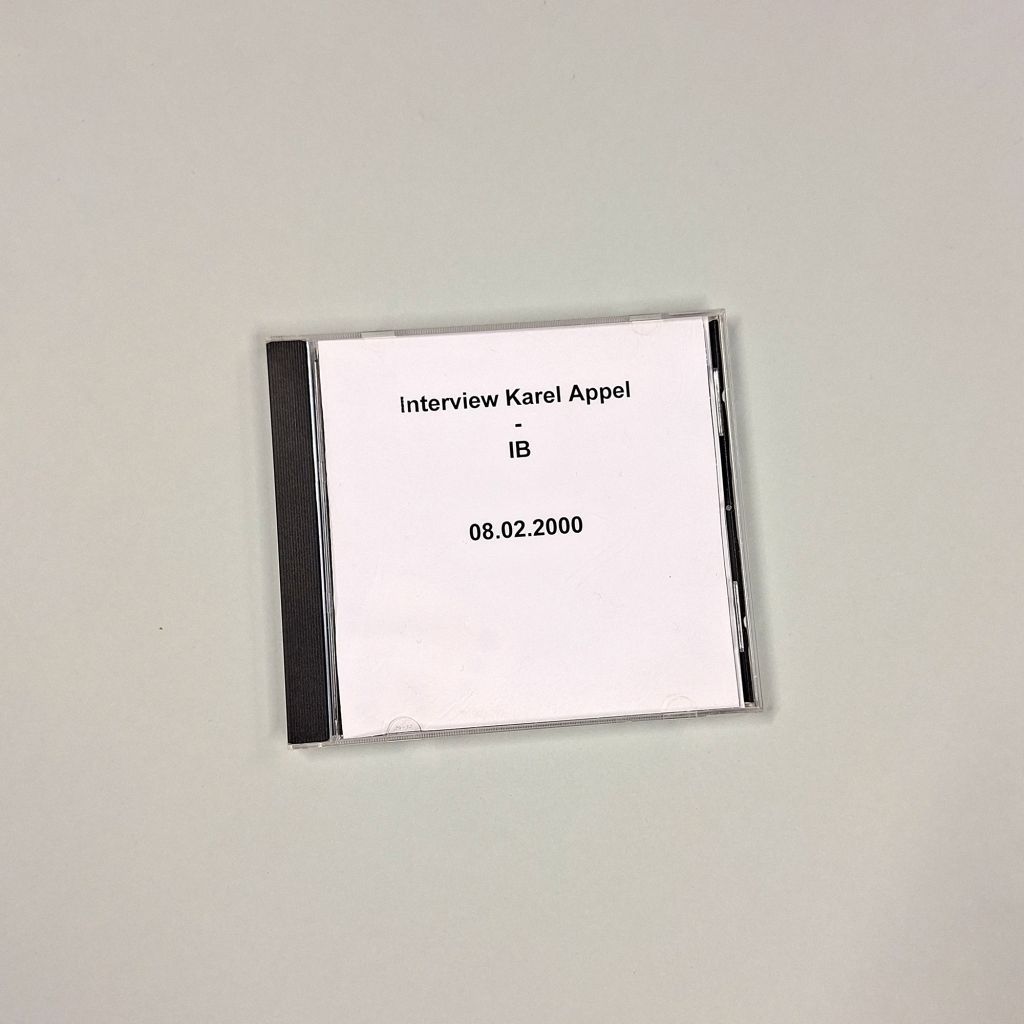 Interview Karel Appel
-
IB
08.02.2000